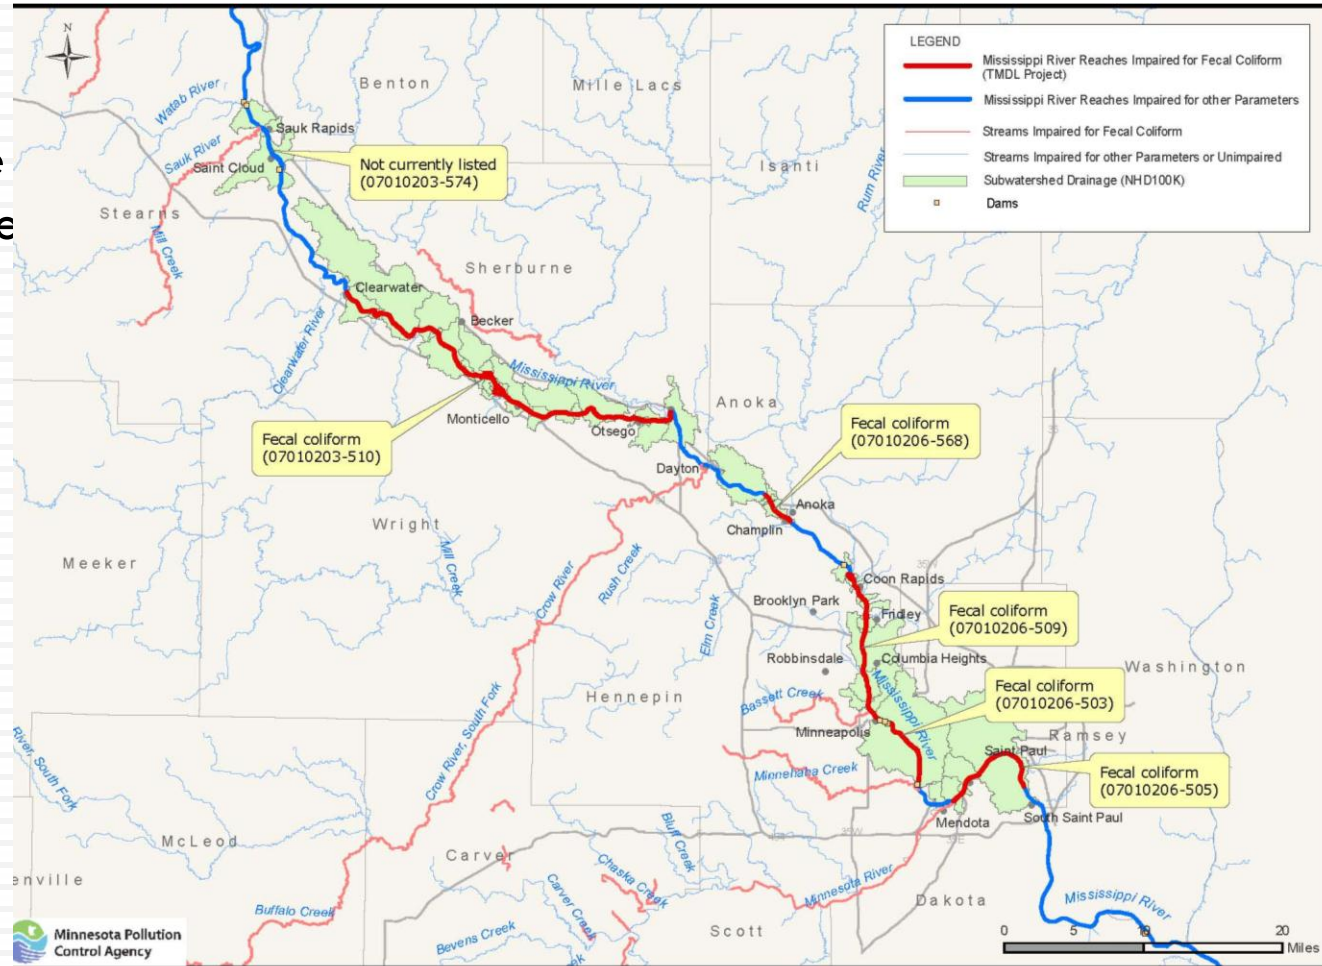 N
LEGEND
Mississippi River Reaches Impaired for Fecal Coliform
(TMDL Project)
Mississippi River Reaches Impaired for other Parameters
Streams Impaired for Fecal Coliform
Streams Impaired for other Parameters or Unimpaired
Subwatershed Drainage (NHD100K)
Dams
Benton
Mille Lacs
Isanti
Watab River
Sauk Rapids
Sauk River
Saint Cloud
Not currently listed
(07010203-574)
Rum River
Stearns
Mill Creek
Sherburne
Clearwater
Becker
Clearwater River
Mississippi River
Monticello
Otsego
Anoka
Fecal coliform
(07010203-510)
Fecal coliform
(07010206-568)
Dayton
Anoka
Champlin
Wright
Meeker
Mill Creek
Crow River
Rush Creek
Elm Creek
35W
Coon Rapids
Brooklyn Park
Fridley
Fecal coliform
(07010206-509)
Robbinsdale
Columbia Heights
Washington
Hennepin
Bassett Creek
Mississippi River
Fecal coliform
(07010206-503)
Minneapolis
Ramsey
Saint Paul
Crow River, South Fork
Minnehaha Creek
Fecal coliform
(07010206-505)
River, South Fork
Mendota
South Saint Paul
McLeod
Carver
Bluff Creek
35W
35E
Chaska Creek
Carver Creek
Minnesota River
Dakota
Mississippi River
enville
Buffalo Creek
Bevens Creek
Scott
0 5 10 20
Miles
Minnesota Pollution
Control Agency